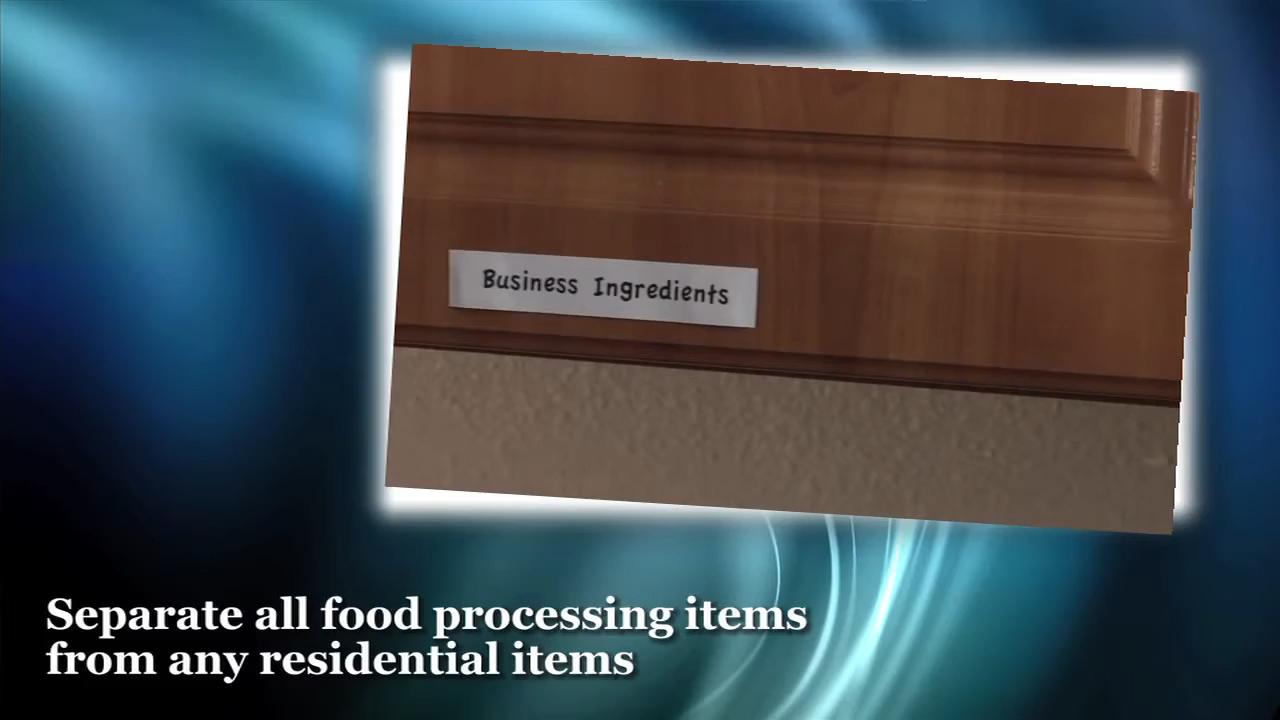 Business Ingredients
Separate all food processing items
from any residential items